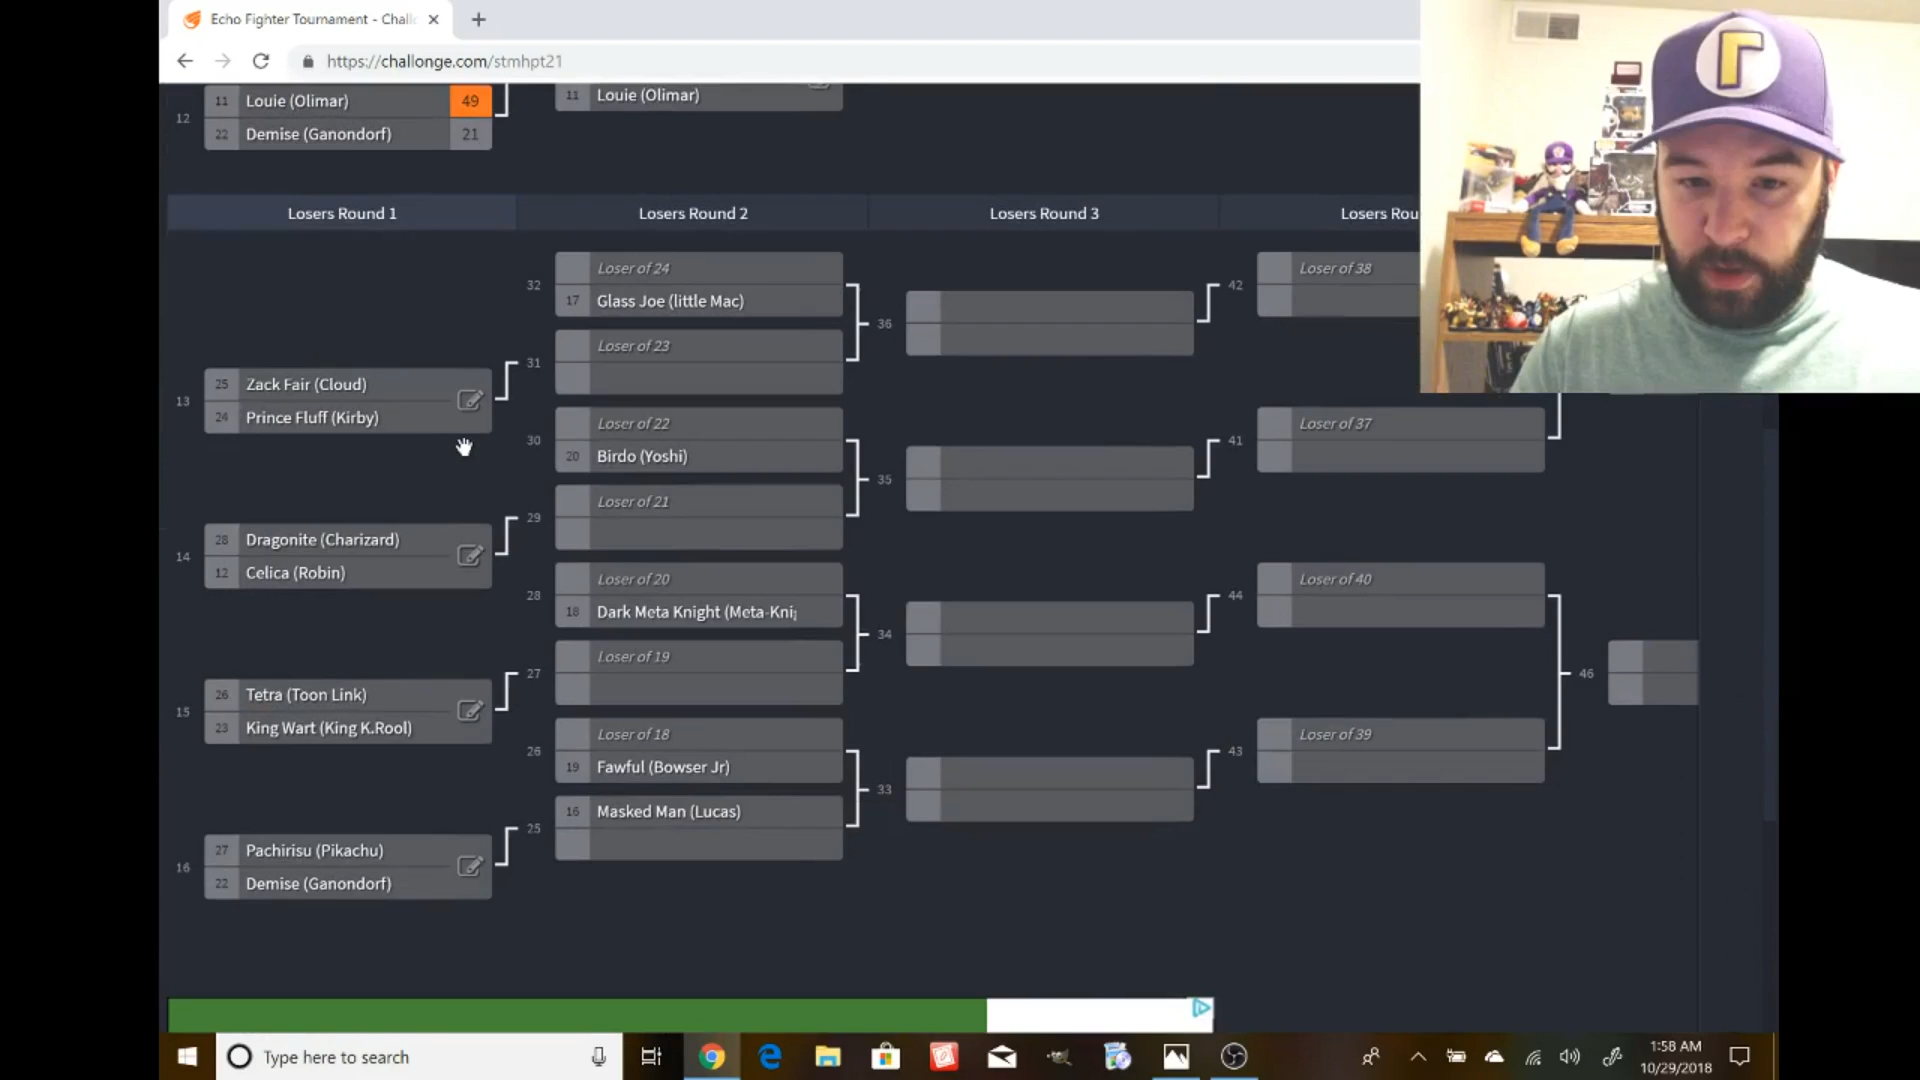 Echo Fighter Tournament - Chall
https://challonge.com/stmhpt21
12
11 Louie (Olimar) 49
22 Demise (Ganondorf) 21
11 Louie (Olimar)
Losers Round 1
Losers Round 2
Losers Round 3
Losers Rou
32
Loser of 24
17 Glass Joe (little Mac)
31
Loser of 23
30
Loser of 22
20 Birdo (Yoshi)
29
Loser of 21
28
Loser of 20
18 Dark Meta Knight (Meta-Knig
27
Loser of 19
26
Loser of 18
19 Fawful (Bowser Jr)
25
16 Masked Man (Lucas)
13
25 Zack Fair (Cloud)
24 Prince Fluff (Kirby)
14
28 Dragonite (Charizard)
12 Celica (Robin)
15
26 Tetra (Toon Link)
23 King Wart (King K.Rool)
16
27 Pachirisu (Pikachu)
22 Demise (Ganondorf)
36
35
34
33
42
Loser of 38
41
Loser of 37
44
Loser of 40
43
Loser of 39
46
Type here to search
1:58 AM
10/29/2018